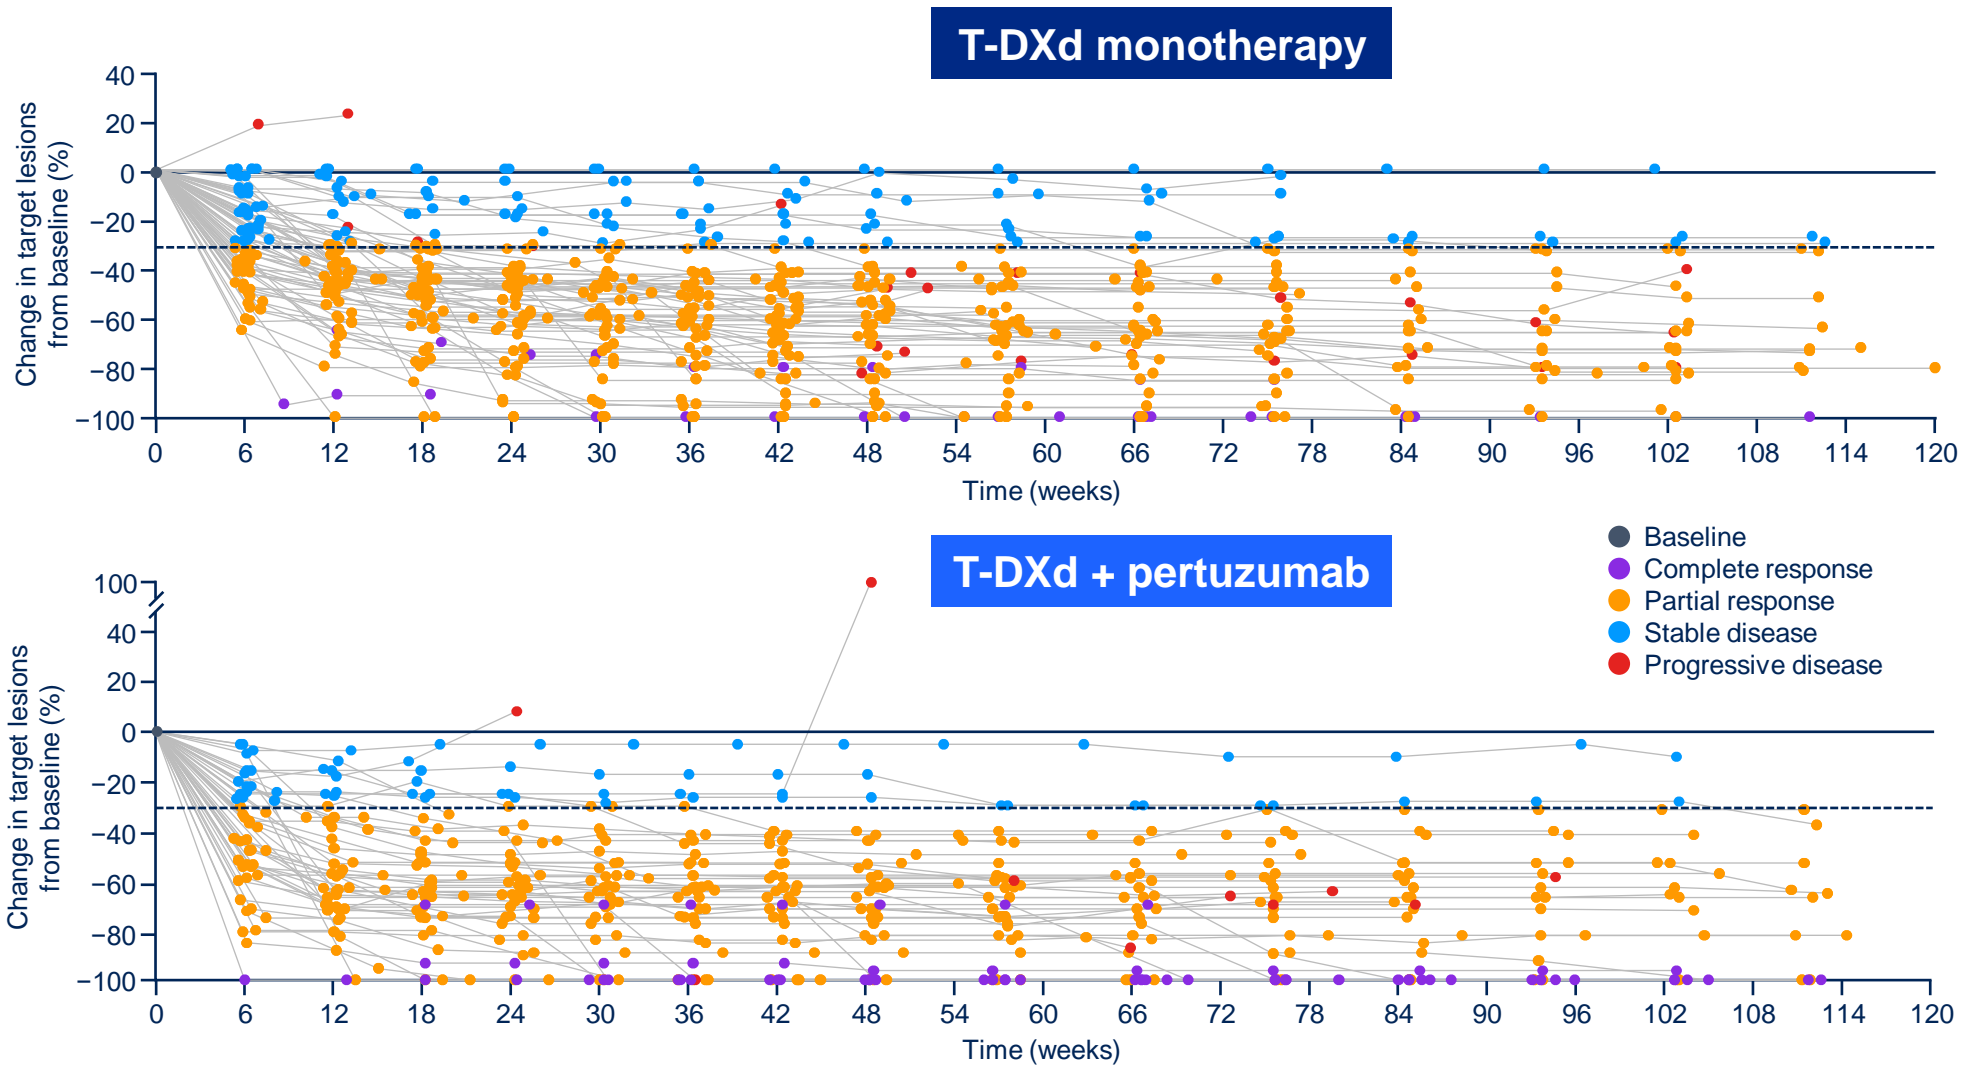 T-DXd monotherapy
Change in target lesions
from baseline (%)
40
20
0
−20
−40
−60
−80
−100
0 6 12 18 24 30 36 42 48 54 60 66 72 78 84 90 96 102 108 114 120
Time (weeks)
T-DXd + pertuzumab
Baseline
Complete response
Partial response
Stable disease
Progressive disease
Change in target lesions
from baseline (%)
100
40
20
0
−20
−40
−60
−80
−100
0 6 12 18 24 30 36 42 48 54 60 66 72 78 84 90 96 102 108 114 120
Time (weeks)